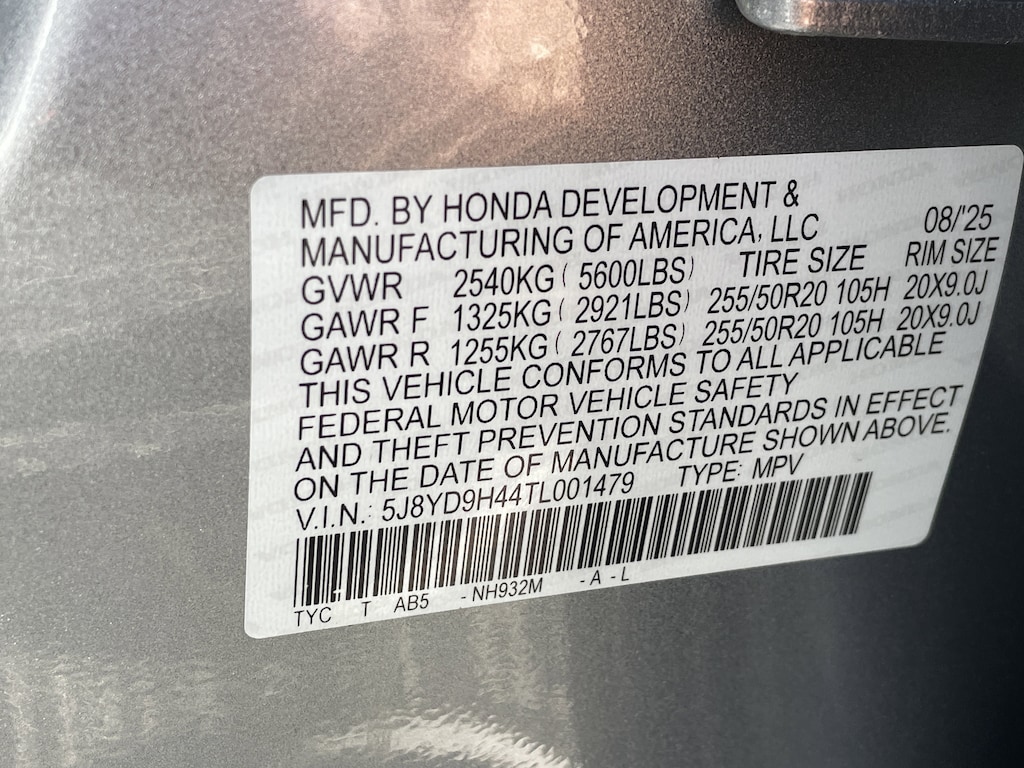 MFD. BY HONDA DEVELOPMENT &
MANUFACTURING OF AMERICA, LLC 08/'25
GVWR 2540KG ( 5600LBS) TIRE SIZE RIM SIZE
GAWR F 1325KG ( 2921LBS) 255/50R20 105H 20X9.0J
GAWR R 1255KG ( 2767LBS) 255/50R20 105H 20X9.0J
THIS VEHICLE CONFORMS TO ALL APPLICABLE
FEDERAL MOTOR VEHICLE SAFETY
AND THEFT PREVENTION STANDARDS IN EFFECT
ON THE DATE OF MANUFACTURE SHOWN ABOVE.
V.I.N.: 5J8YD9H44TL001479 TYPE: MPV
TYC T AB5 - NH932M - A - L